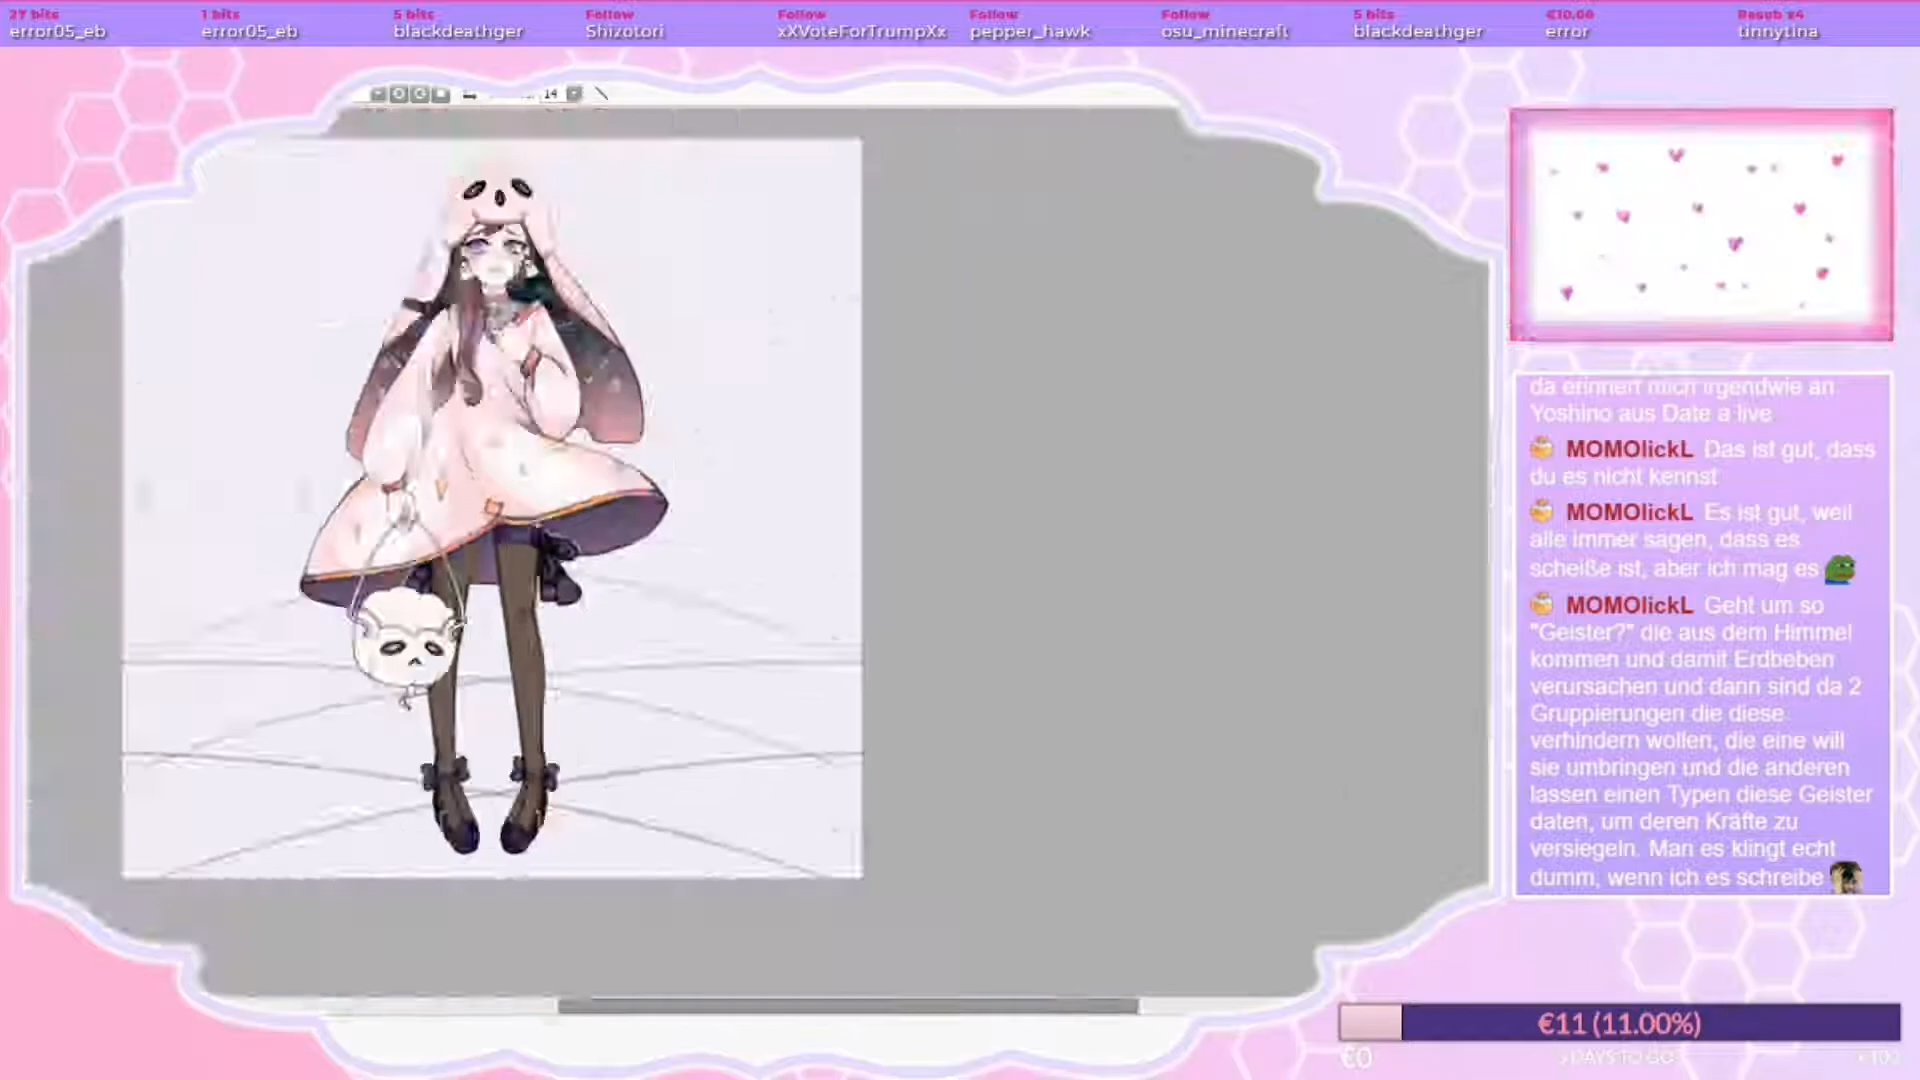 27 bits
error05_eb
1 bits
error05_eb
5 bits
blackdeathger
Follow
Shizotori
Follow
xXVoteForTrumpXx
Follow
pepper_hawk
Follow
osu_minecraft
5 bits
blackdeathger
€10.00
error
Resub x4
tinnytina
14
da erinnert mich irgendwie an
Yoshino aus Date a live
MOMOlickL Das ist gut, dass
du es nicht kennst
MOMOlickL Es ist gut, weil
alle immer sagen, dass es
scheiße ist, aber ich mag es
MOMOlickL Geht um so
"Geister?" die aus dem Himmel
kommen und damit Erdbeben
verursachen und dann sind da 2
Gruppierungen die diese
verhindern wollen, die eine will
sie umbringen und die anderen
lassen einen Typen diese Geister
daten, um deren Kräfte zu
versiegeln. Man es klingt echt
dumm, wenn ich es schreibe
€11 (11.00%)
€0
DAYS TO GO